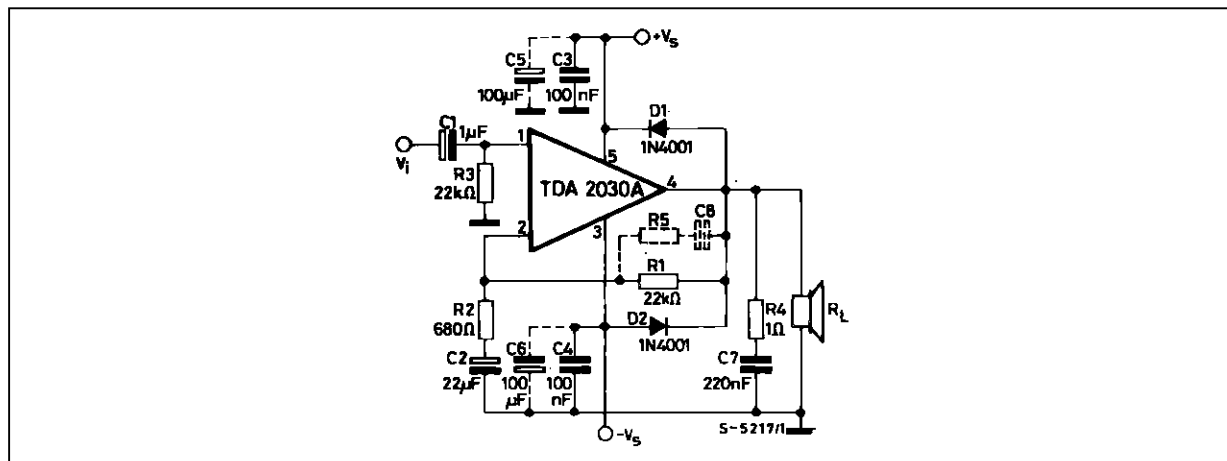 +Vs
C5
C3
100µF
100 nF
D1
1N4001
C1
1µF
Vi
1
5
R3
22kΩ
TDA 2030A
4
2
3
R5
C8
R1
22kΩ
R2
680Ω
D2
1N4001
R4
1Ω
RL
C2
22µF
C6
100
µF
C4
100
nF
C7
220nF
S-5217/1
-Vs